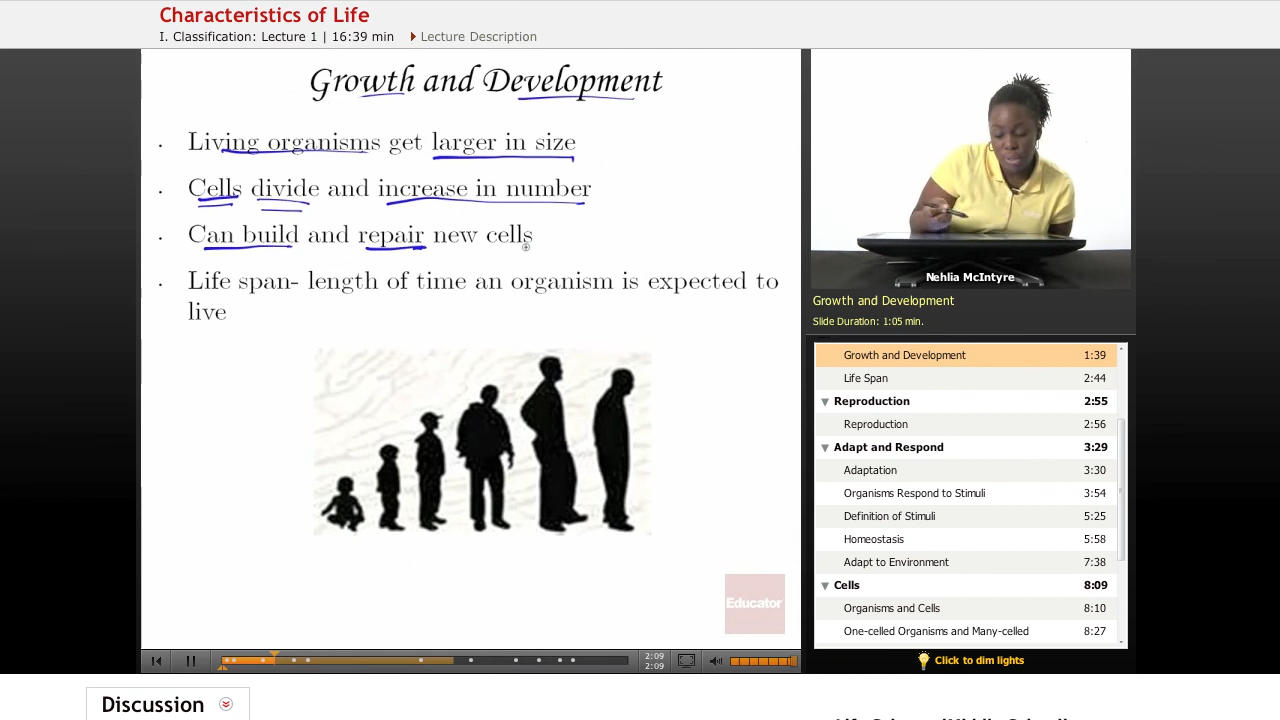 Characteristics of Life
I. Classification: Lecture 1 | 16:39 min
Lecture Description
Growth and Development
Living organisms get larger in size
Cells divide and increase in number
Can build and repair new cells
Life span- length of time an organism is expected to
live
Educator
Nehlia McIntyre
Growth and Development
Slide Duration: 1:05 min.
Growth and Development 1:39
Life Span 2:44
Reproduction 2:55
Reproduction 2:56
Adapt and Respond 3:29
Adaptation 3:30
Organisms Respond to Stimuli 3:54
Definition of Stimuli 5:25
Homeostasis 5:58
Adapt to Environment 7:38
Cells 8:09
Organisms and Cells 8:10
One-celled Organisms and Many-celled 8:27
2:09
2:09
Click to dim lights
Discussion